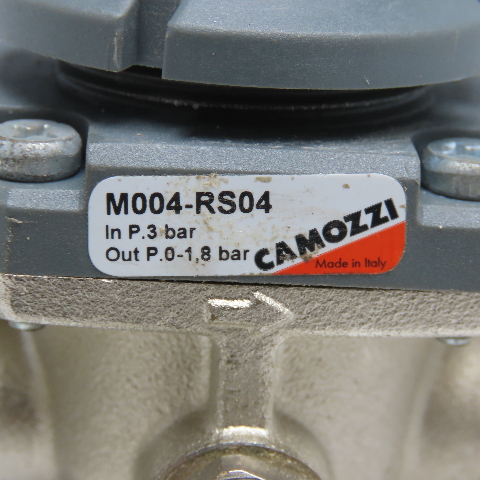 M004-RS04
In P.3 bar
Out P.0-1,8 bar
CAMOZZI
Made in Italy